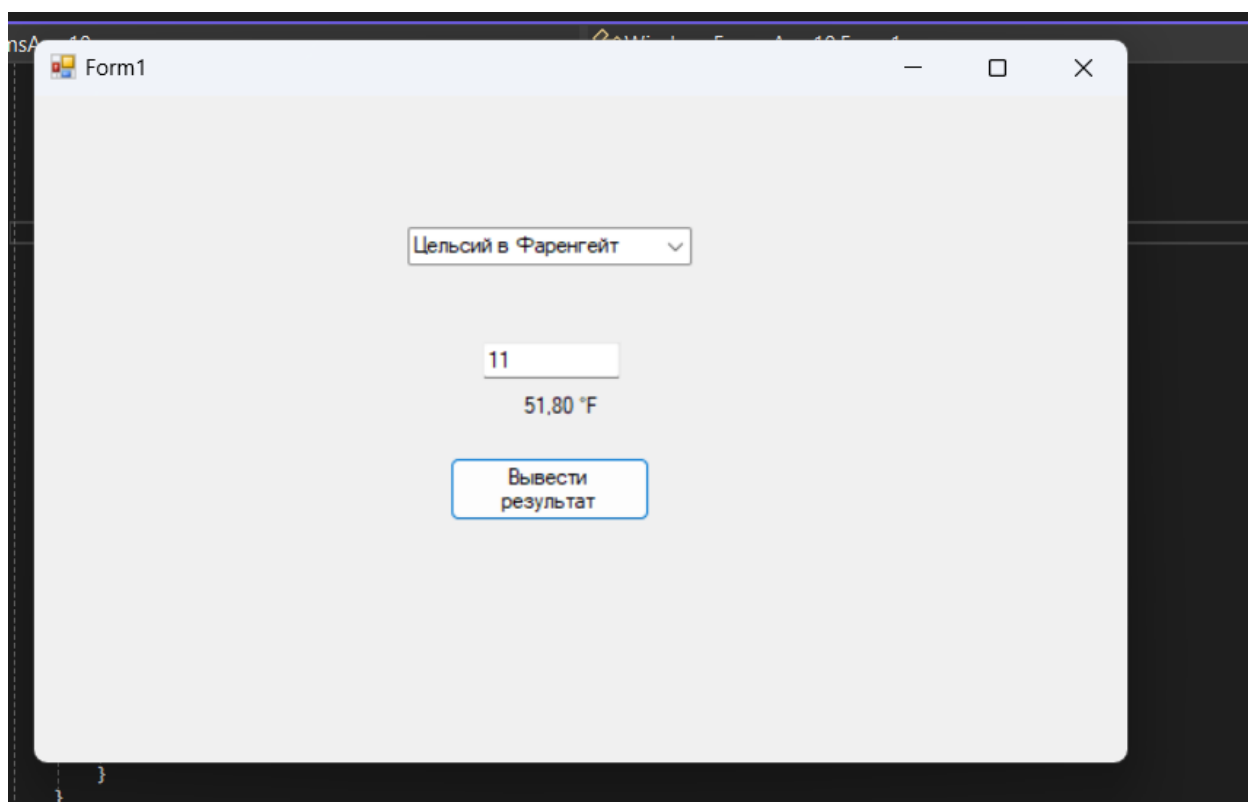 Form1
Цельсий в Фаренгейт
11
51,80 °F
Вывести
результат
}
}